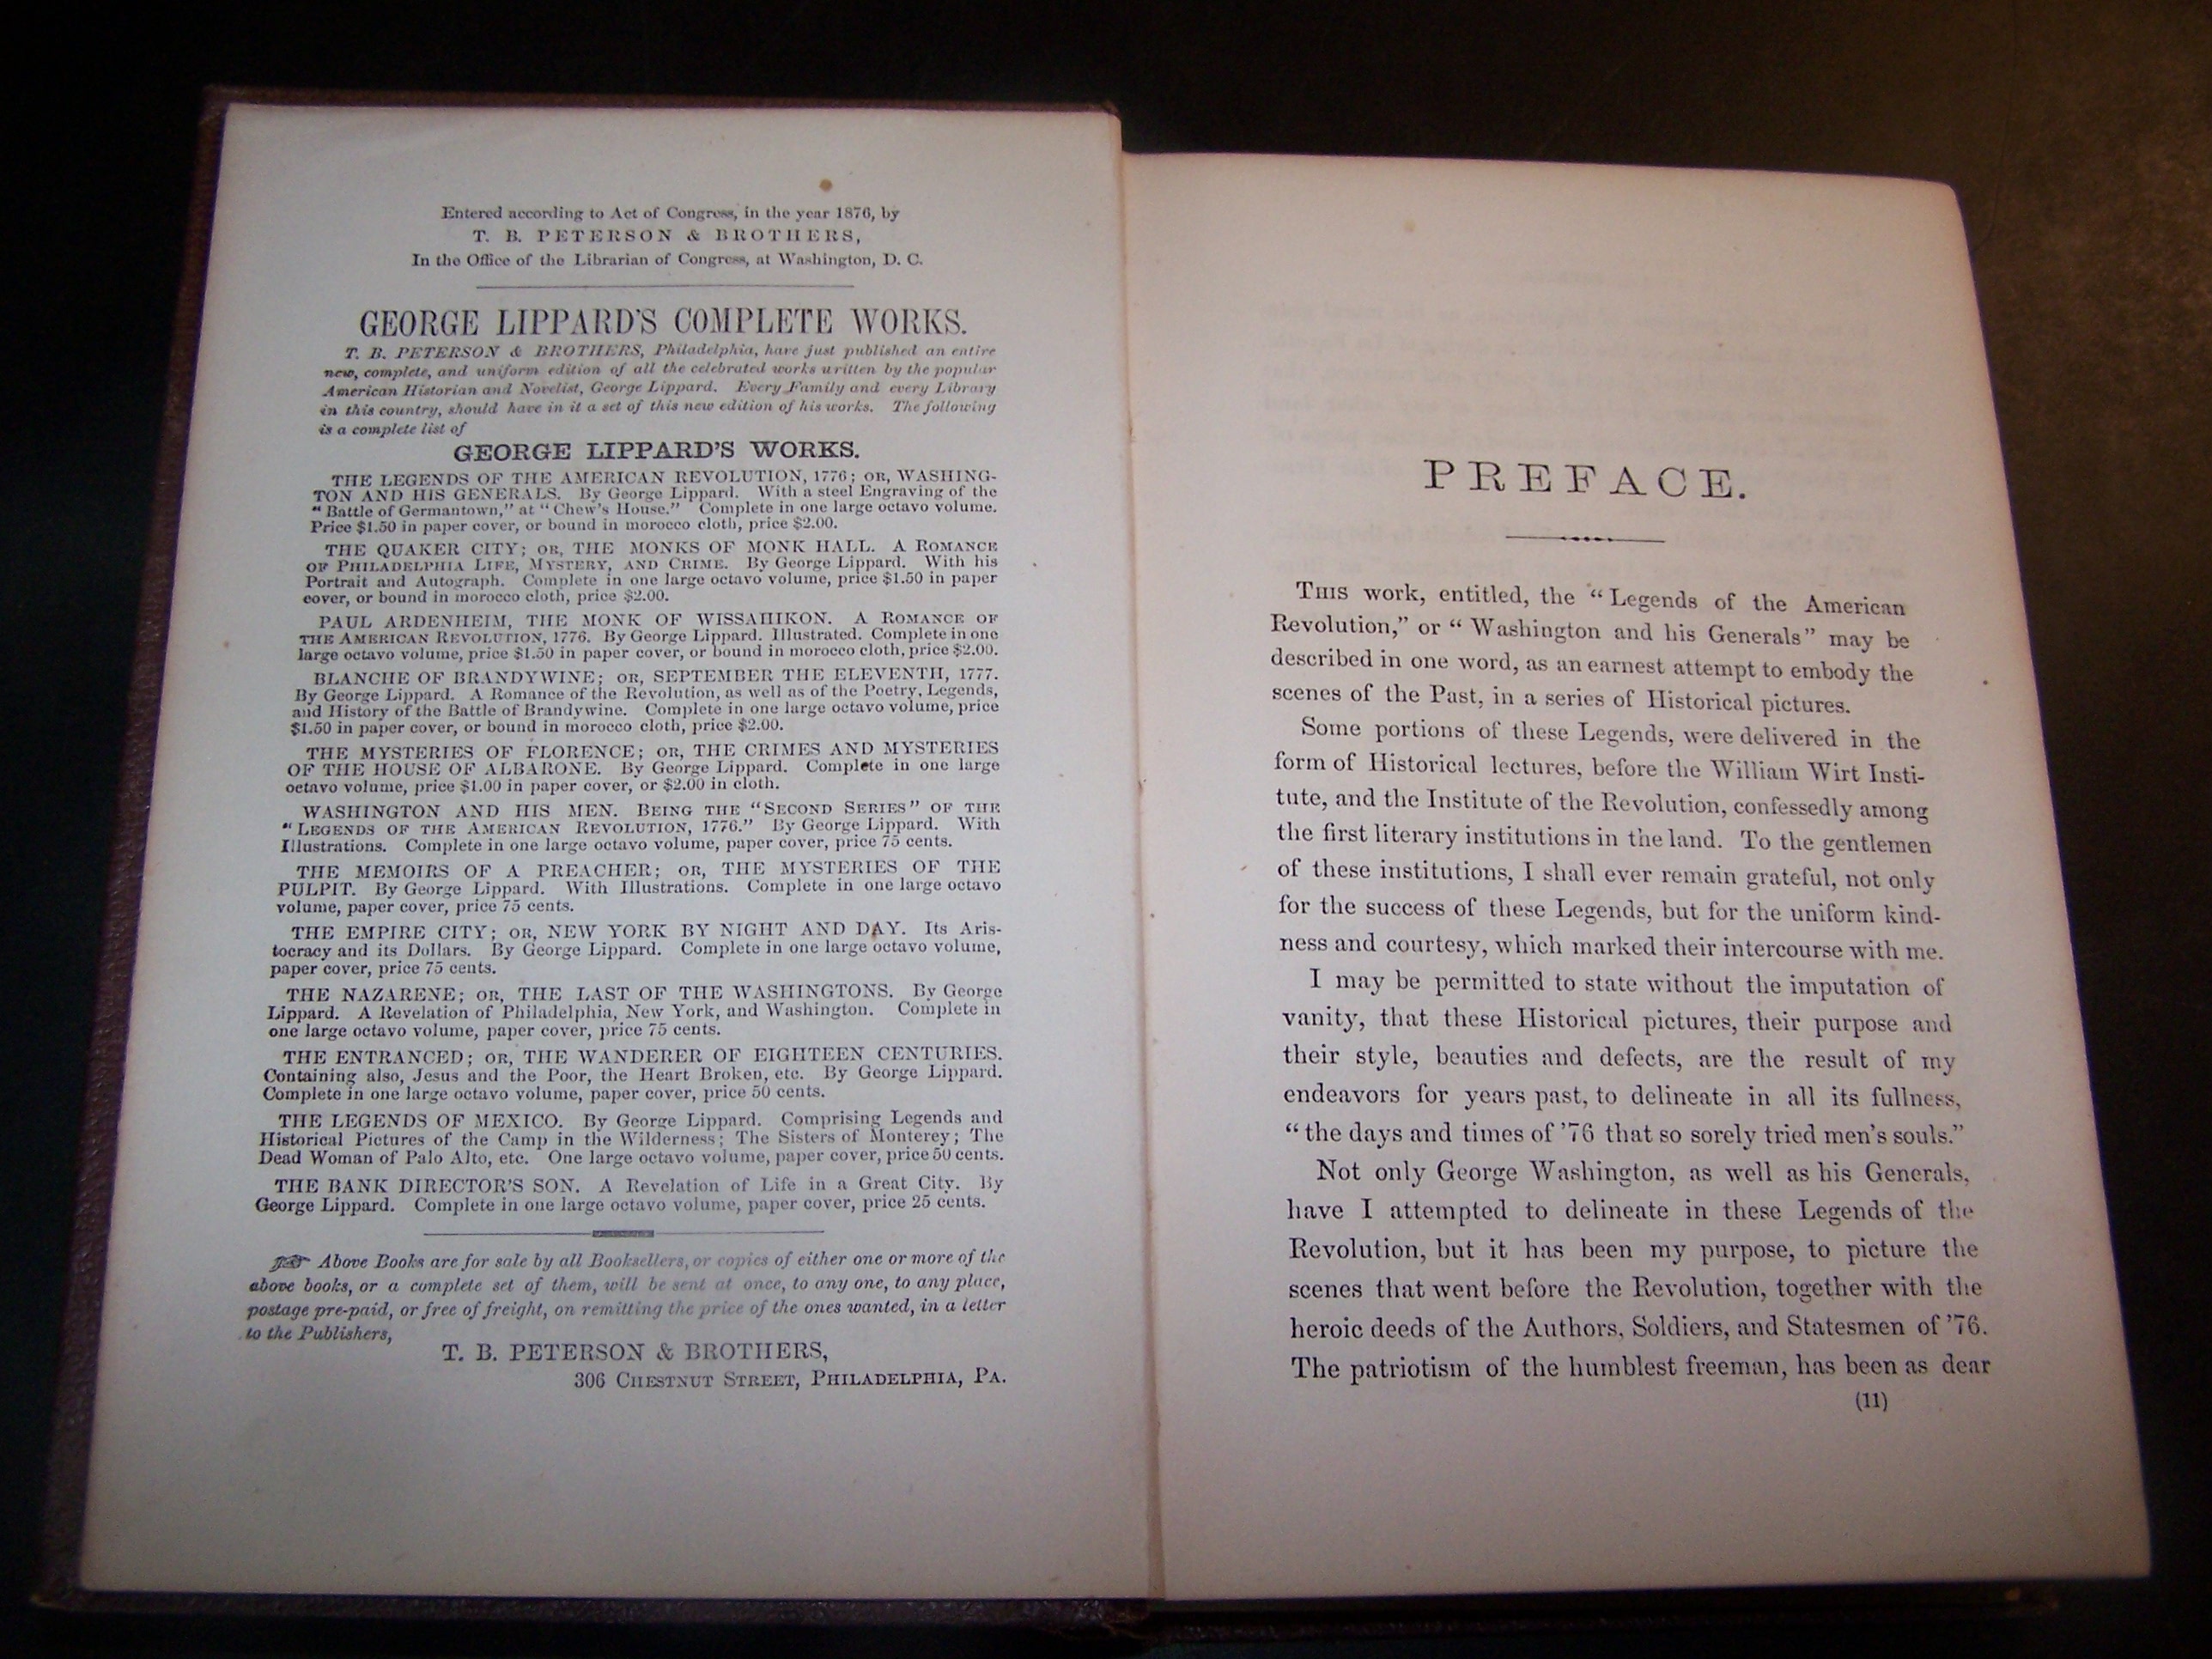 Entered according to Act of Congress, in the year 1876, by
T. B. PETERSON & BROTHERS,
In the Office of the Librarian of Congress, at Washington, D. C.
GEORGE LIPPARD'S COMPLETE WORKS.
T. B. PETERSON & BROTHERS, Philadelphia, have just published an entire
new, complete, and uniform edition of all the celebrated works written by the popular
American Historian and Novelist, George Lippard. Every Family and every Library
in this country, should have in it a set of this new edition of his works. The following
is a complete list of
GEORGE LIPPARD'S WORKS.
THE LEGENDS OF THE AMERICAN REVOLUTION, 1776; OR, WASHING-
TON AND HIS GENERALS. By George Lippard. With a steel Engraving of the
"Battle of Germantown," at "Chew's House." Complete in one large octavo volume.
Price $1.50 in paper cover, or bound in morocco cloth, price $2.00.
THE QUAKER CITY; OR, THE MONKS OF MONK HALL. A ROMANCE
OF PHILADELPHIA LIFE, MYSTERY, AND CRIME. By George Lippard. With his
Portrait and Autograph. Complete in one large octavo volume, price $1.50 in paper
cover, or bound in morocco cloth, price $2.00.
PAUL ARDENHEIM, THE MONK OF WISSAHIKON. A ROMANCE OF
THE AMERICAN REVOLUTION, 1776. By George Lippard. Illustrated. Complete in one
large octavo volume, price $1.50 in paper cover, or bound in morocco cloth, price $2.00.
BLANCHE OF BRANDYWINE; OR, SEPTEMBER THE ELEVENTH, 1777.
By George Lippard. A Romance of the Revolution, as well as of the Poetry, Legends,
and History of the Battle of Brandywine. Complete in one large octavo volume, price
$1.50 in paper cover, or bound in morocco cloth, price $2.00.
THE MYSTERIES OF FLORENCE; OR, THE CRIMES AND MYSTERIES
OF THE HOUSE OF ALBARONE. By George Lippard. Complete in one large
octavo volume, price $1.00 in paper cover, or $2.00 in cloth.
WASHINGTON AND HIS MEN. BEING THE "SECOND SERIES" OF THE
"LEGENDS OF THE AMERICAN REVOLUTION, 1776." By George Lippard. With
Illustrations. Complete in one large octavo volume, paper cover, price 75 cents.
THE MEMOIRS OF A PREACHER; OR, THE MYSTERIES OF THE
PULPIT. By George Lippard. With Illustrations. Complete in one large octavo
volume, paper cover, price 75 cents.
THE EMPIRE CITY; OR, NEW YORK BY NIGHT AND DAY. Its Aris-
tocracy and its Dollars. By George Lippard. Complete in one large octavo volume,
paper cover, price 75 cents.
THE NAZARENE; OR, THE LAST OF THE WASHINGTONS. By George
Lippard. A Revelation of Philadelphia, New York, and Washington. Complete in
one large octavo volume, paper cover, price 75 cents.
THE ENTRANCED; OR, THE WANDERER OF EIGHTEEN CENTURIES.
Containing also, Jesus and the Poor, the Heart Broken, etc. By George Lippard.
Complete in one large octavo volume, paper cover, price 50 cents.
THE LEGENDS OF MEXICO. By George Lippard. Comprising Legends and
Historical Pictures of the Camp in the Wilderness; The Sisters of Monterey; The
Dead Woman of Palo Alto, etc. One large octavo volume, paper cover, price 50 cents.
THE BANK DIRECTOR'S SON. A Revelation of Life in a Great City. By
George Lippard. Complete in one large octavo volume, paper cover, price 25 cents.
☞ Above Books are for sale by all Booksellers, or copies of either one or more of the
above books, or a complete set of them, will be sent at once, to any one, to any place,
postage pre-paid, or free of freight, on remitting the price of the ones wanted, in a letter
to the Publishers,
T. B. PETERSON & BROTHERS,
306 CHESTNUT STREET, PHILADELPHIA, PA.
PREFACE.
THIS work, entitled, the "Legends of the American
Revolution," or "Washington and his Generals" may be
described in one word, as an earnest attempt to embody the
scenes of the Past, in a series of Historical pictures.
Some portions of these Legends, were delivered in the
form of Historical lectures, before the William Wirt Insti-
tute, and the Institute of the Revolution, confessedly among
the first literary institutions in the land. To the gentlemen
of these institutions, I shall ever remain grateful, not only
for the success of these Legends, but for the uniform kind-
ness and courtesy, which marked their intercourse with me.
I may be permitted to state without the imputation of
vanity, that these Historical pictures, their purpose and
their style, beauties and defects, are the result of my
endeavors for years past, to delineate in all its fullness,
"the days and times of '76 that so sorely tried men's souls."
Not only George Washington, as well as his Generals,
have I attempted to delineate in these Legends of the
Revolution, but it has been my purpose, to picture the
scenes that went before the Revolution, together with the
heroic deeds of the Authors, Soldiers, and Statesmen of '76.
The patriotism of the humblest freeman, has been as dear
(11)